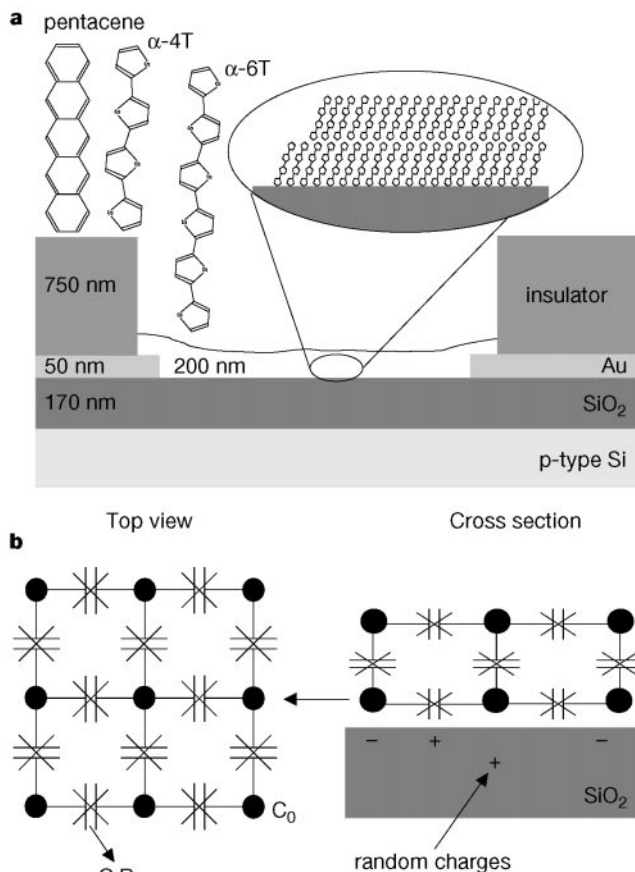 a
pentacene
α-4T
α-6T
750 nm
insulator
50 nm
200 nm
Au
170 nm
SiO₂
p-type Si
Top view
Cross section
b
– + –
+
C₀
SiO₂
random charges